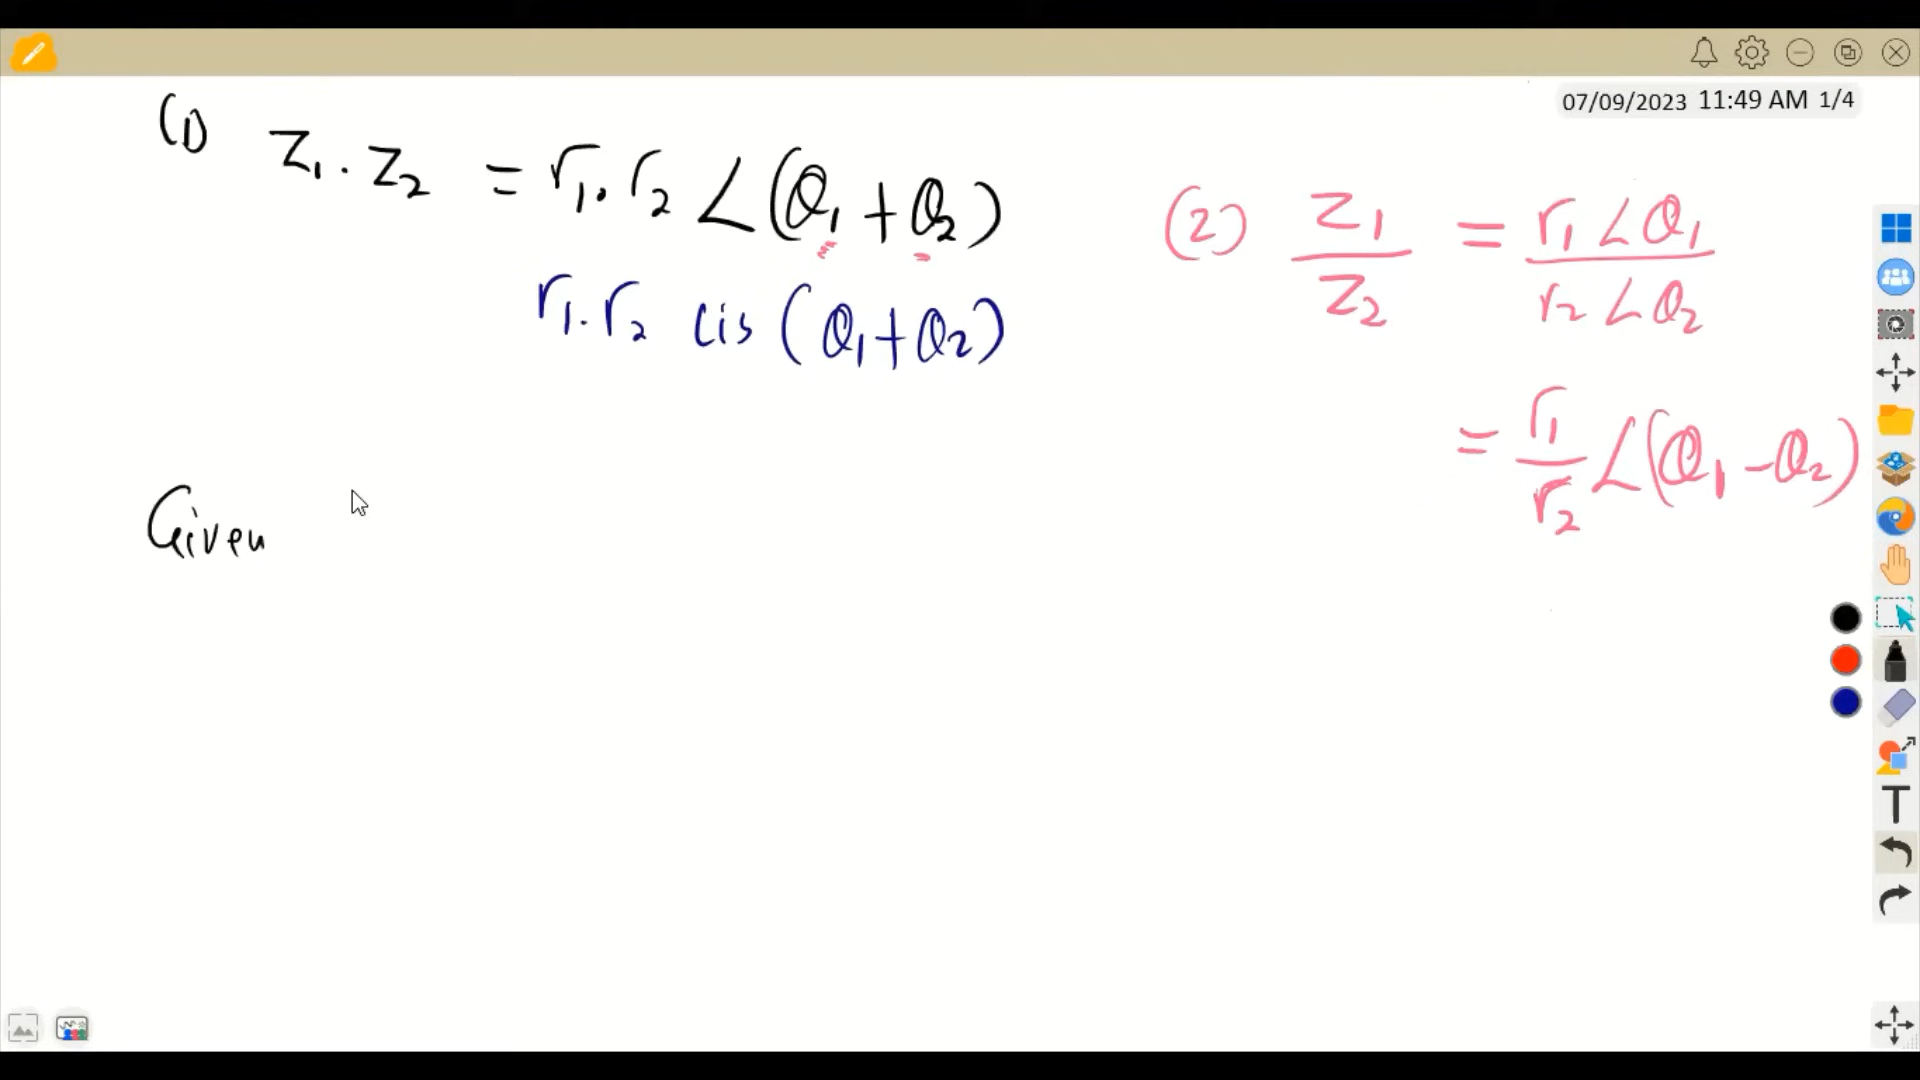 07/09/2023 11:49 AM 1/4
(1) Z₁ . Z₂ = r₁. r₂ ∠(θ₁ + θ₂)
r₁. r₂ cis (θ₁+θ₂)
(2) Z₁/Z₂ = r₁∠θ₁/r₂∠θ₂
= r₁/r₂ ∠(θ₁ - θ₂)
Given
T